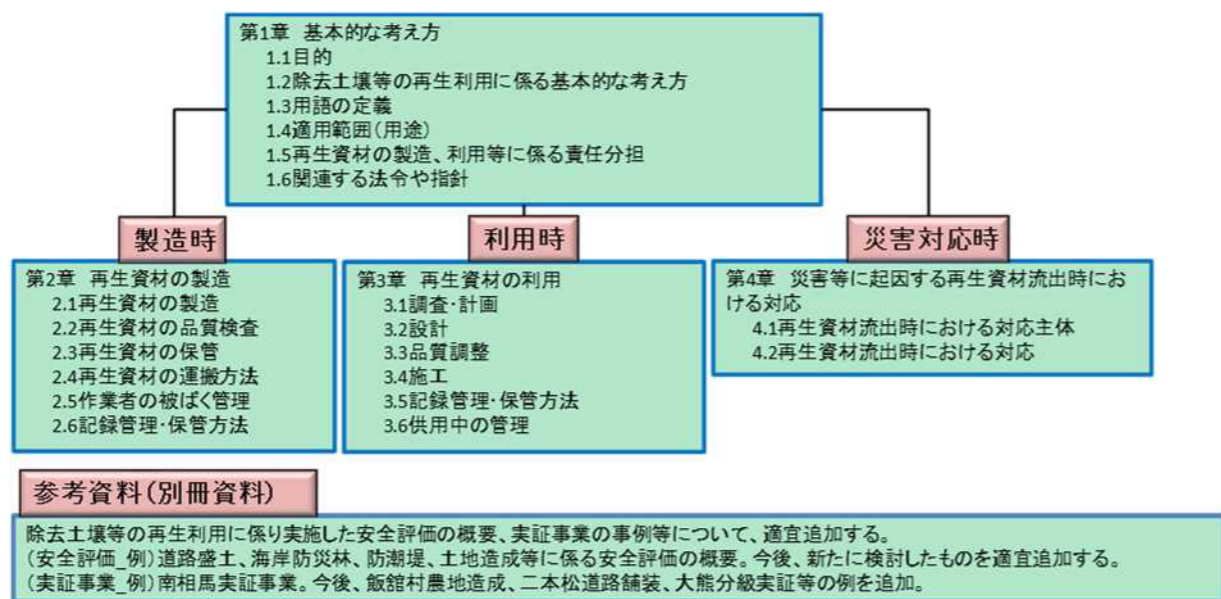 第1章 基本的な考え方
1.1目的
1.2除去土壌等の再生利用に係る基本的な考え方
1.3用語の定義
1.4適用範囲(用途)
1.5再生資材の製造、利用等に係る責任分担
1.6関連する法令や指針
製造時
第2章 再生資材の製造
2.1再生資材の製造
2.2再生資材の品質検査
2.3再生資材の保管
2.4再生資材の運搬方法
2.5作業者の被ばく管理
2.6記録管理・保管方法
利用時
第3章 再生資材の利用
3.1調査・計画
3.2設計
3.3品質調整
3.4施工
3.5記録管理・保管方法
3.6供用中の管理
災害対応時
第4章 災害等に起因する再生資材流出時にお
ける対応
4.1再生資材流出時における対応主体
4.2再生資材流出時における対応
参考資料(別冊資料)
除去土壌等の再生利用に係り実施した安全評価の概要、実証事業の事例等について、適宜追加する。
(安全評価_例)道路盛土、海岸防災林、防潮堤、土地造成等に係る安全評価の概要。今後、新たに検討したものを適宜追加する。
(実証事業_例)南相馬実証事業。今後、飯舘村農地造成、二本松道路舗装、大熊分級実証等の例を追加。